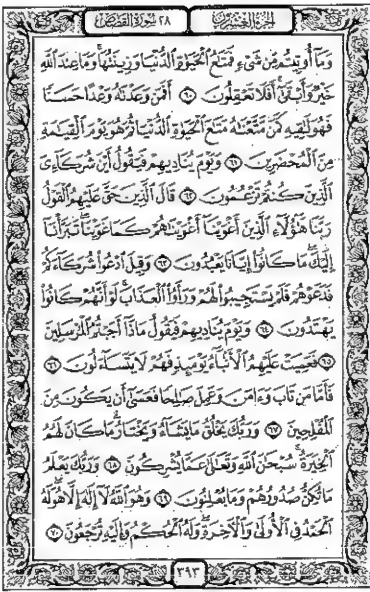 الجزء العشرون ٢٨ سورة القصص
وَمَا أُوتِيتُم مِّن شَىْءٍ فَمَتَٰعُ ٱلْحَيَوٰةِ ٱلدُّنْيَا وَزِينَتُهَا ۚ وَمَا عِندَ ٱللَّهِ
خَيْرٌ وَأَبْقَىٰٓ ۚ أَفَلَا تَعْقِلُونَ ٦٠ أَفَمَن وَعَدْنَٰهُ وَعْدًا حَسَنًا
فَهُوَ لَٰقِيهِ كَمَن مَّتَّعْنَٰهُ مَتَٰعَ ٱلْحَيَوٰةِ ٱلدُّنْيَا ثُمَّ هُوَ يَوْمَ ٱلْقِيَٰمَةِ
مِنَ ٱلْمُحْضَرِينَ ٦١ وَيَوْمَ يُنَادِيهِمْ فَيَقُولُ أَيْنَ شُرَكَآءِىَ
ٱلَّذِينَ كُنتُمْ تَزْعُمُونَ ٦٢ قَالَ ٱلَّذِينَ حَقَّ عَلَيْهِمُ ٱلْقَوْلُ
رَبَّنَا هَٰٓؤُلَآءِ ٱلَّذِينَ أَغْوَيْنَآ أَغْوَيْنَٰهُمْ كَمَا غَوَيْنَا ۖ تَبَرَّأْنَآ
إِلَيْكَ ۖ مَا كَانُوٓا۟ إِيَّانَا يَعْبُدُونَ ٦٣ وَقِيلَ ٱدْعُوا۟ شُرَكَآءَكُمْ
فَدَعَوْهُمْ فَلَمْ يَسْتَجِيبُوا۟ لَهُمْ وَرَأَوُا۟ ٱلْعَذَابَ ۚ لَوْ أَنَّهُمْ كَانُوا۟
يَهْتَدُونَ ٦٤ وَيَوْمَ يُنَادِيهِمْ فَيَقُولُ مَاذَآ أَجَبْتُمُ ٱلْمُرْسَلِينَ
٦٥ فَعَمِيَتْ عَلَيْهِمُ ٱلْأَنۢبَآءُ يَوْمَئِذٍ فَهُمْ لَا يَتَسَآءَلُونَ ٦٦
فَأَمَّا مَن تَابَ وَءَامَنَ وَعَمِلَ صَٰلِحًا فَعَسَىٰٓ أَن يَكُونَ مِنَ
ٱلْمُفْلِحِينَ ٦٧ وَرَبُّكَ يَخْلُقُ مَا يَشَآءُ وَيَخْتَارُ ۗ مَا كَانَ لَهُمُ
ٱلْخِيَرَةُ ۚ سُبْحَٰنَ ٱللَّهِ وَتَعَٰلَىٰ عَمَّا يُشْرِكُونَ ٦٨ وَرَبُّكَ يَعْلَمُ
مَا تُكِنُّ صُدُورُهُمْ وَمَا يُعْلِنُونَ ٦٩ وَهُوَ ٱللَّهُ لَآ إِلَٰهَ إِلَّا هُوَ ۖ لَهُ
ٱلْحَمْدُ فِى ٱلْأُولَىٰ وَٱلْءَاخِرَةِ ۖ وَلَهُ ٱلْحُكْمُ وَإِلَيْهِ تُرْجَعُونَ ٧٠
٣٩٣